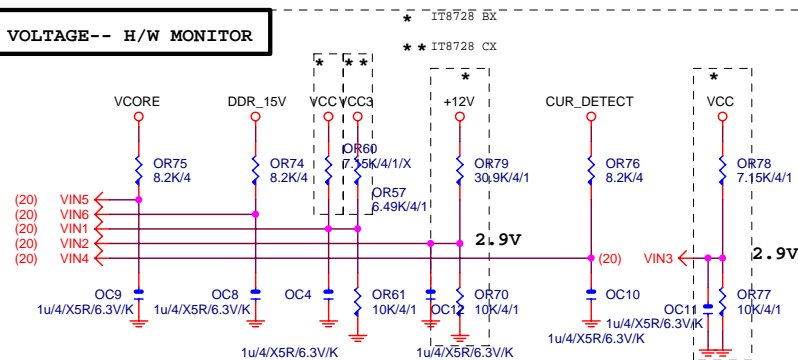 VOLTAGE-- H/W MONITOR
* IT8728 BX
** IT8728 CX
* ** * *
VCORE DDR_15V VCC VCC3 +12V CUR_DETECT VCC
OR75 8.2K/4
OR74 8.2K/4
OR60 7.15K/4/1/X
OR57 6.49K/4/1
OR79 30.9K/4/1
OR76 8.2K/4
OR78 7.15K/4/1
(20) VIN5
(20) VIN6
(20) VIN1
(20) VIN2
(20) VIN4
2.9V
(20) VIN3
2.9V
OC9 1u/4/X5R/6.3V/K
OC8 1u/4/X5R/6.3V/K
OC4 1u/4/X5R/6.3V/K
OR61 10K/4/1
OC12 1u/4/X5R/6.3V/K
OR70 10K/4/1
OC10 1u/4/X5R/6.3V/K
OC11 1u/4/X5R/6.3V/K
OR77 10K/4/1